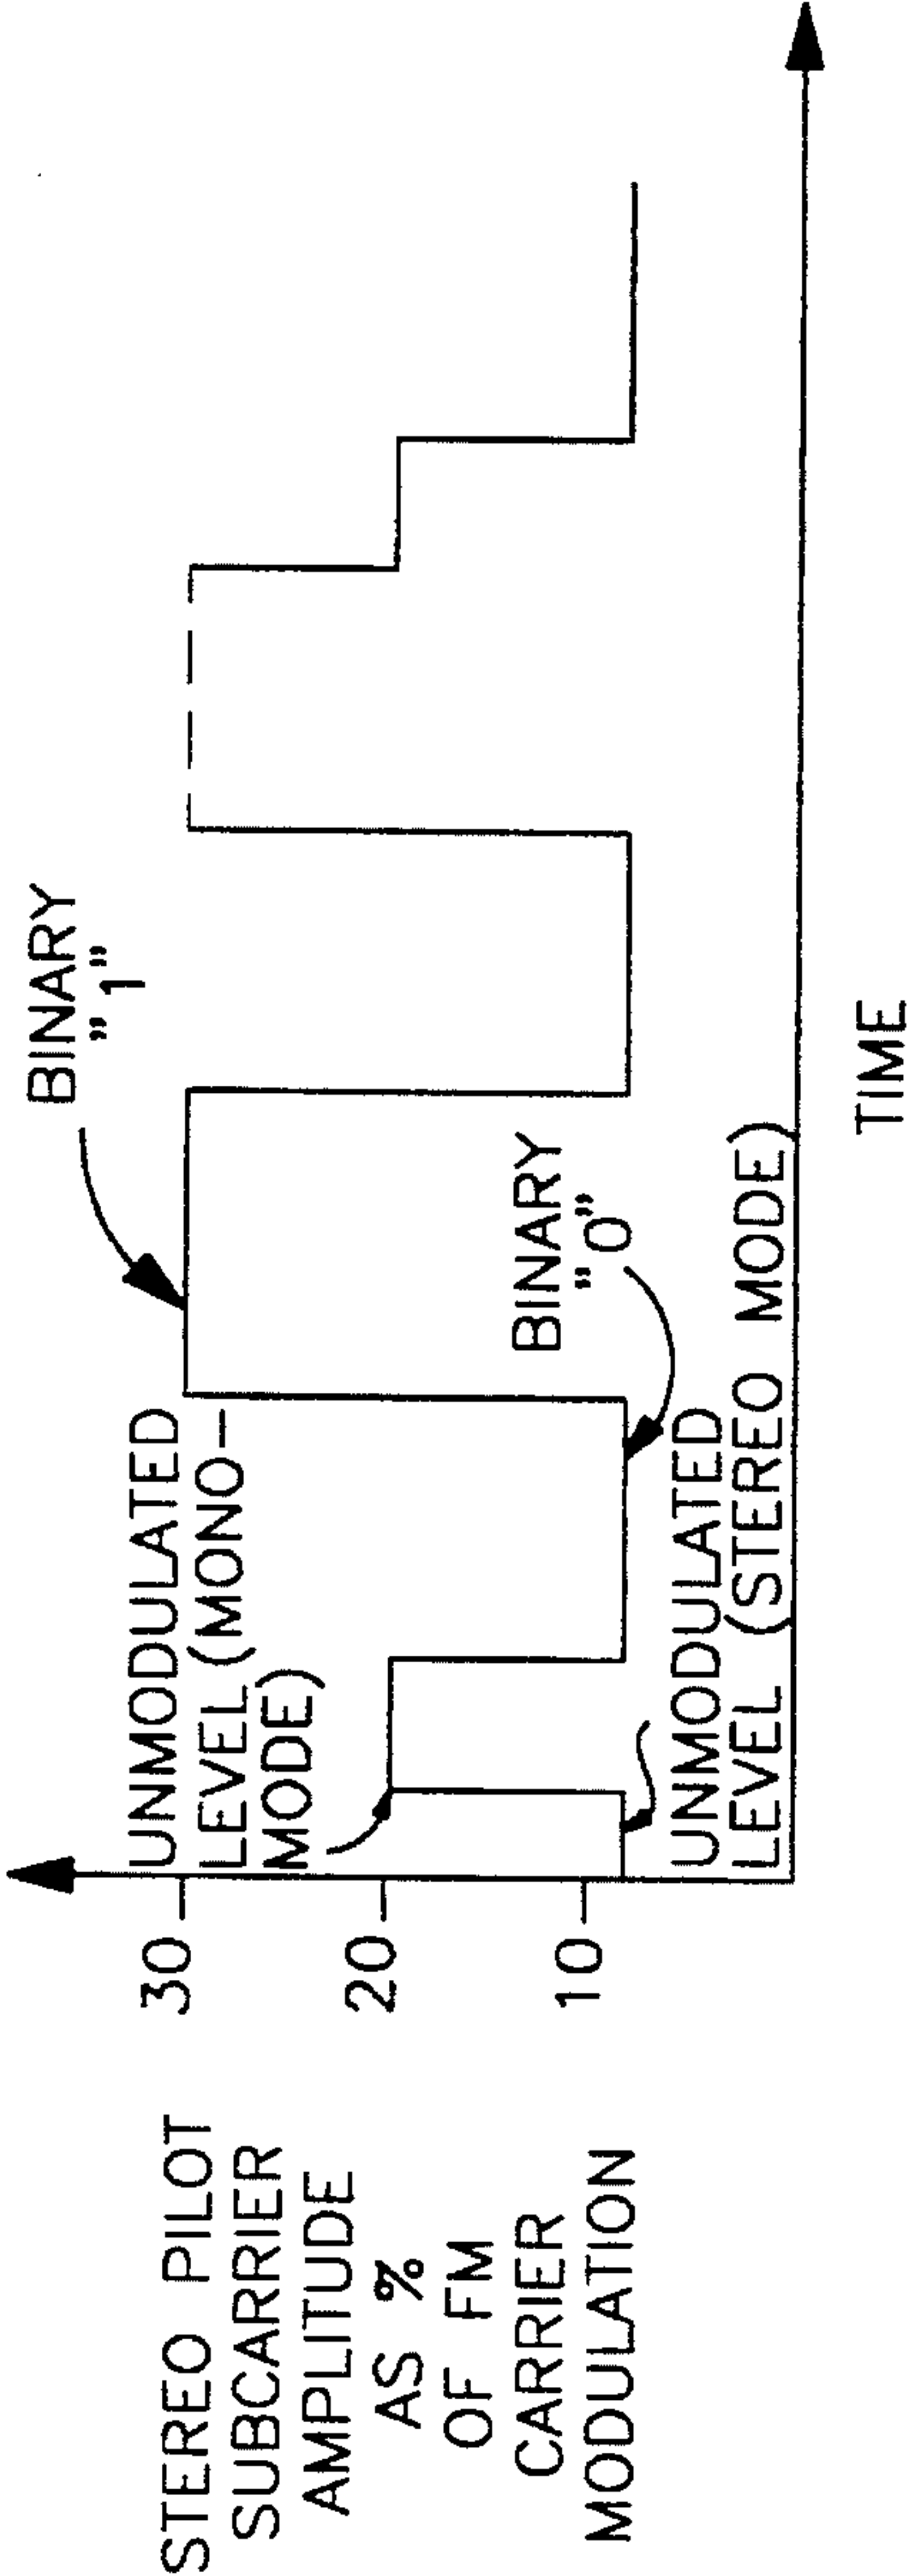 STEREO PILOT
SUBCARRIER
AMPLITUDE
AS %
OF FM
CARRIER
MODULATION
30
20
10
UNMODULATED
LEVEL (MONO-
MODE)
BINARY
"1"
BINARY
"0"
UNMODULATED
LEVEL (STEREO MODE)
TIME